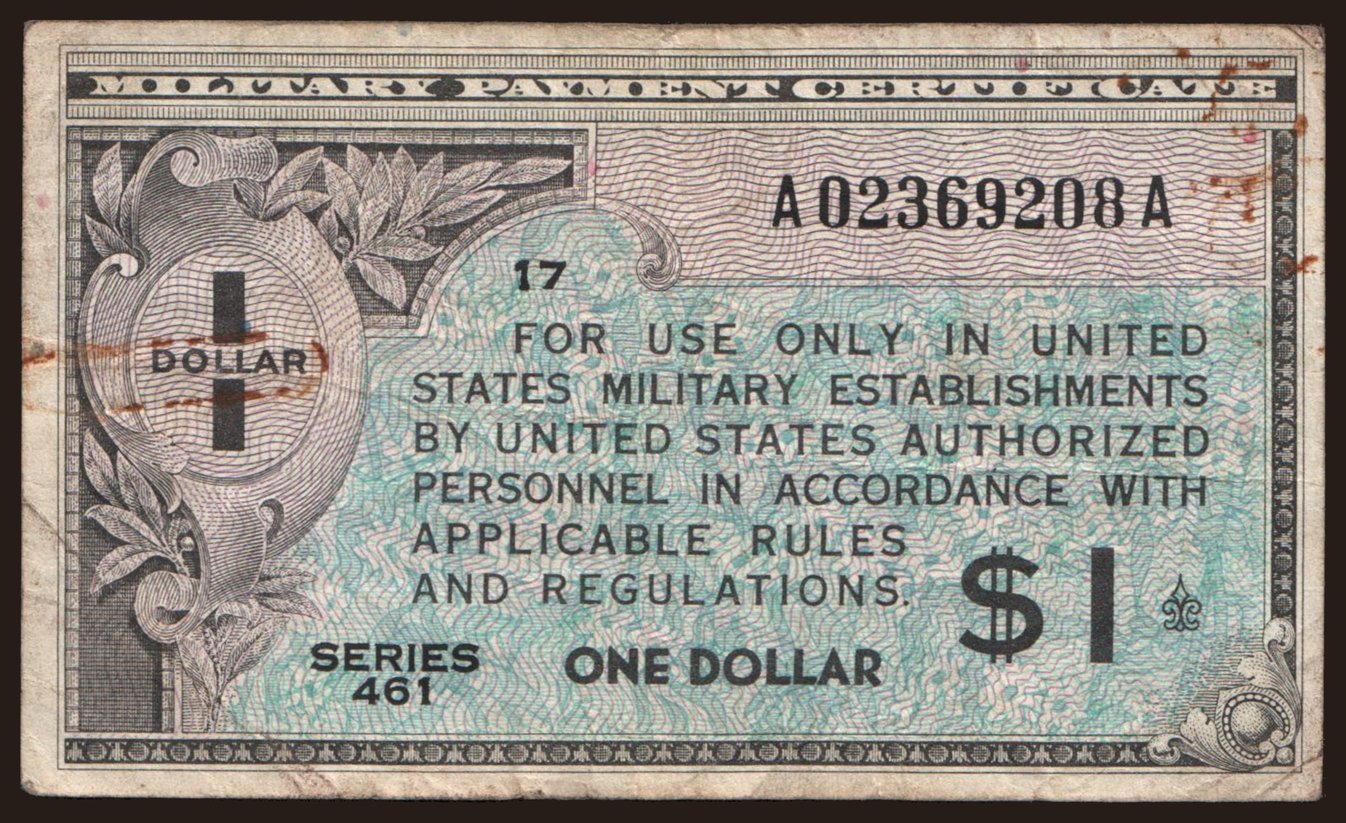 MILITARY PAYMENT CERTIFICATE
A02369208A
17
1
DOLLAR
FOR USE ONLY IN UNITED
STATES MILITARY ESTABLISHMENTS
BY UNITED STATES AUTHORIZED
PERSONNEL IN ACCORDANCE WITH
APPLICABLE RULES
AND REGULATIONS.
$1
SERIES
461
ONE DOLLAR